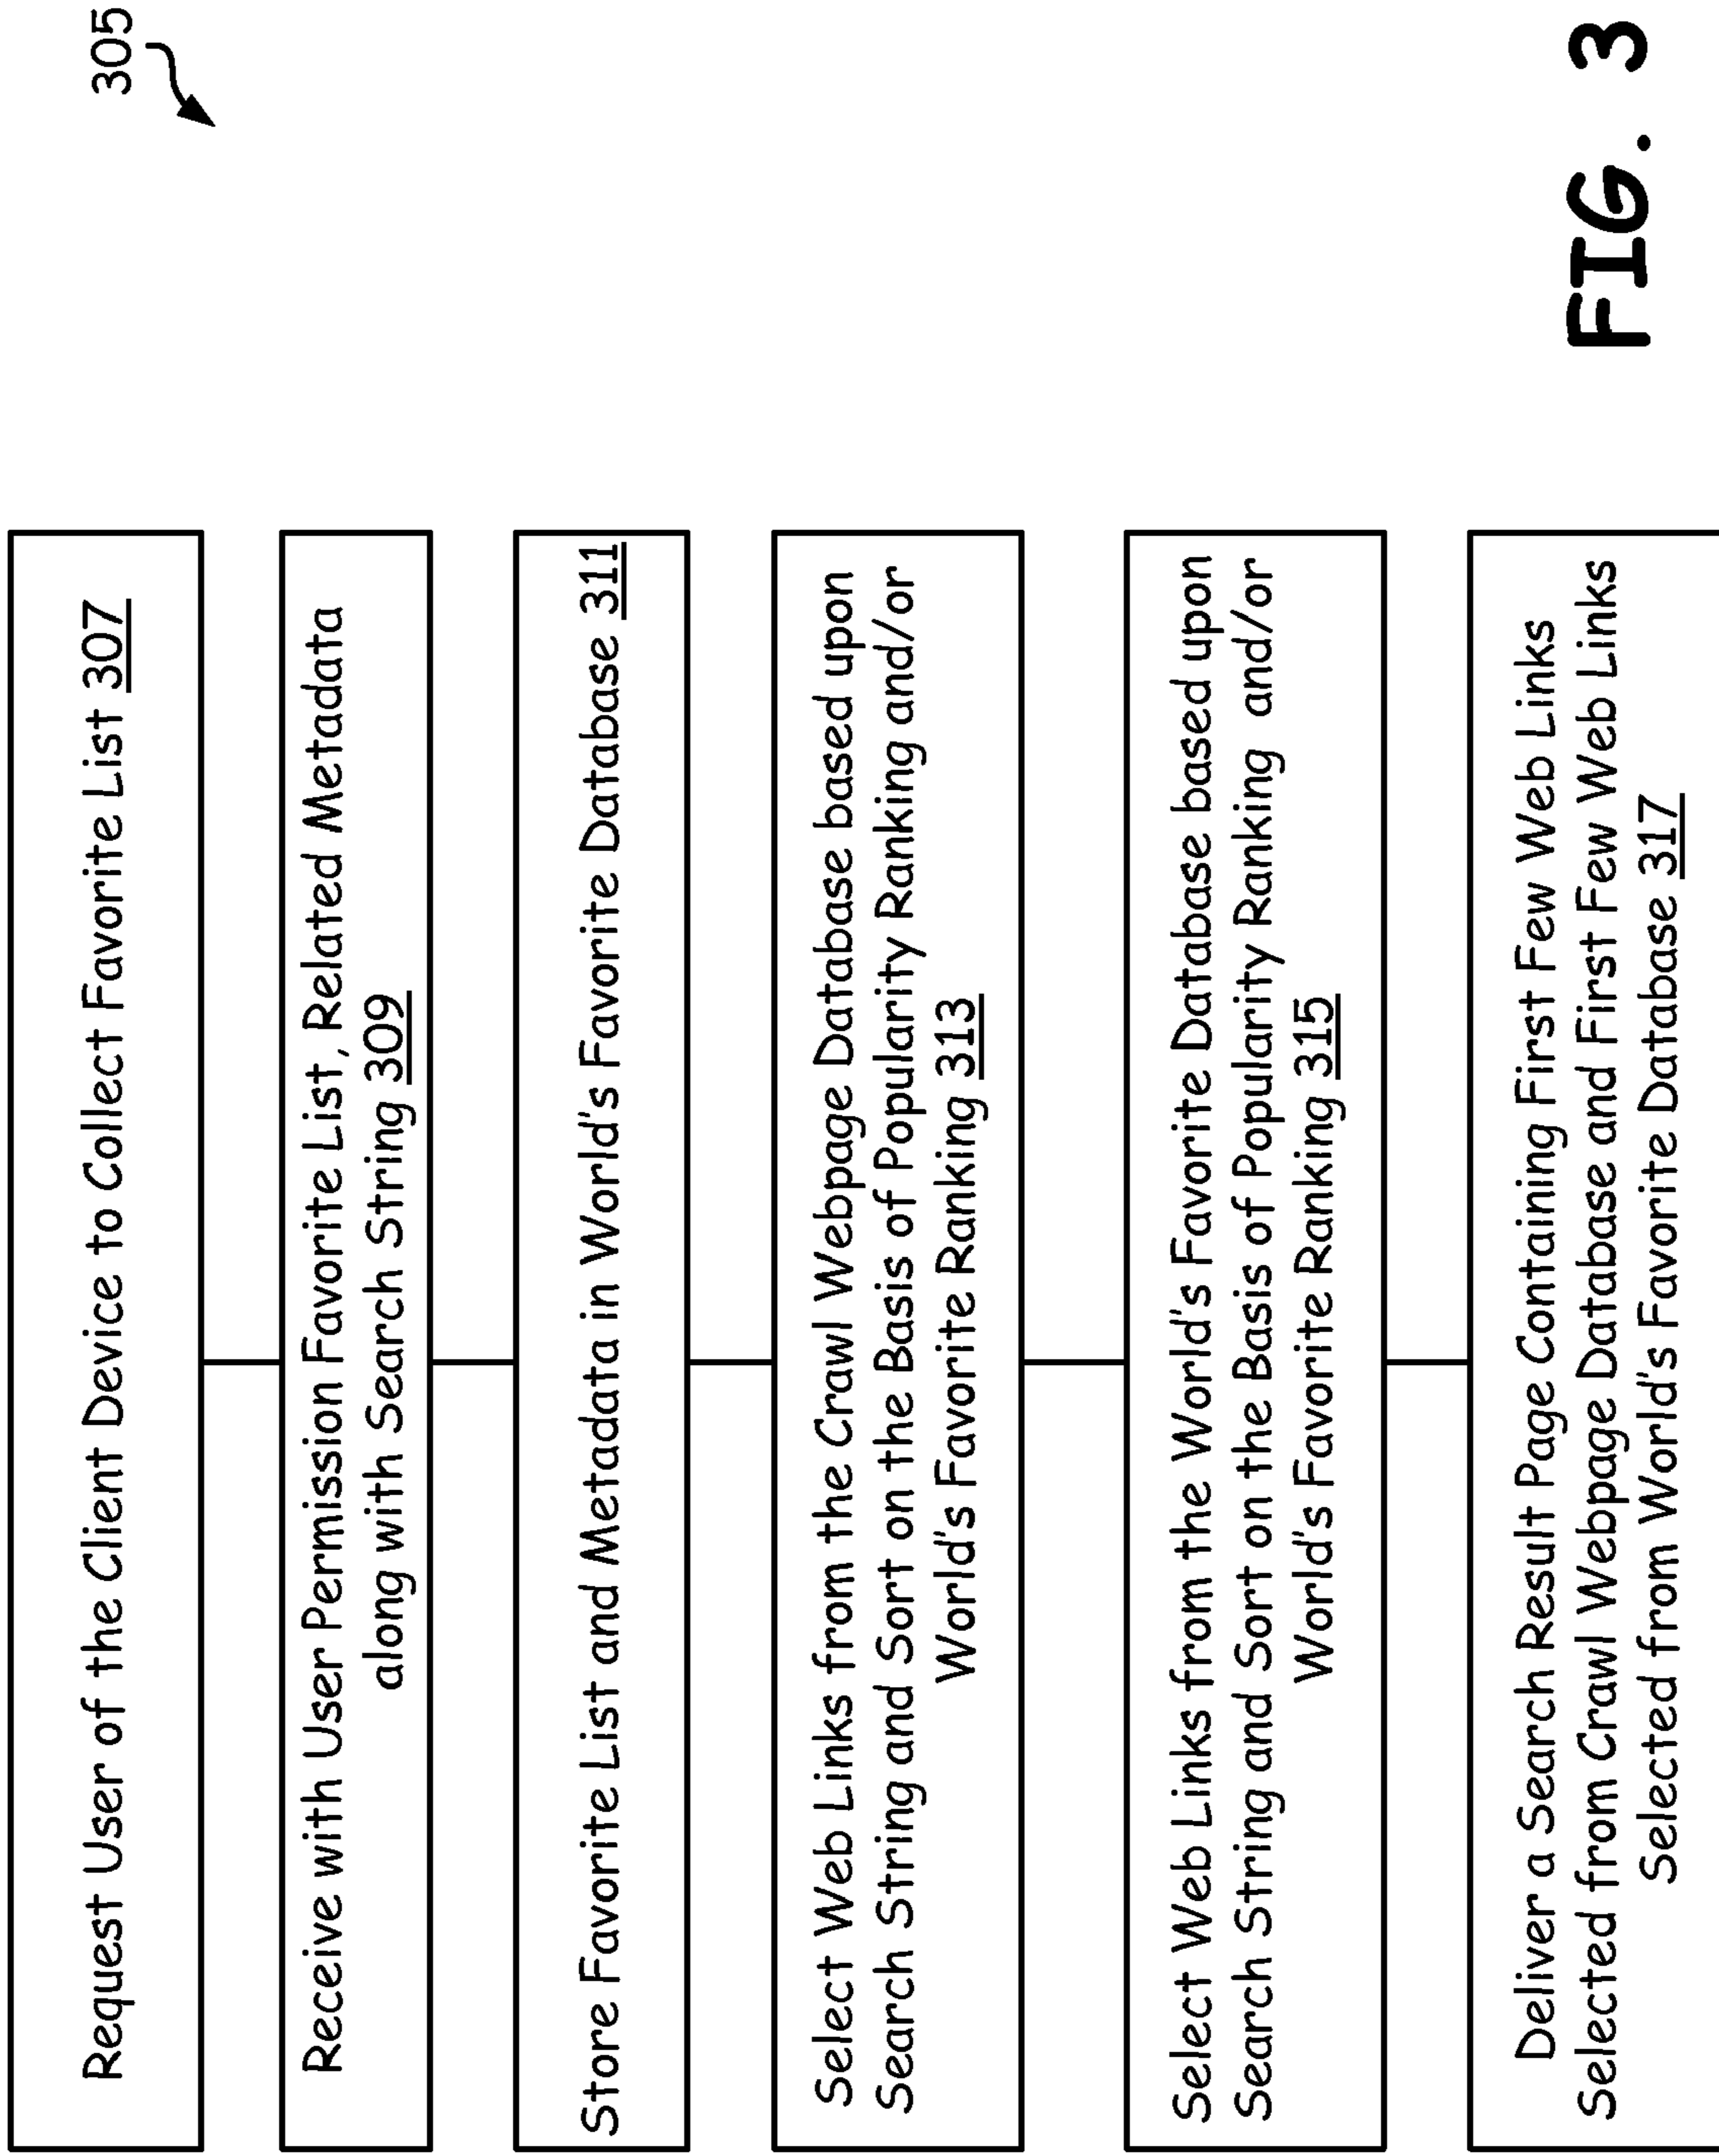 305
Request User of the Client Device to Collect Favorite List 307
Receive with User Permission Favorite List, Related Metadata
along with Search String 309
Store Favorite List and Metadata in World's Favorite Database 311
Select Web Links from the Crawl Webpage Database based upon
Search String and Sort on the Basis of Popularity Ranking and/or
World's Favorite Ranking 313
Select Web Links from the World's Favorite Database based upon
Search String and Sort on the Basis of Popularity Ranking and/or
World's Favorite Ranking 315
Deliver a Search Result Page Containing First Few Web Links
Selected from Crawl Webpage Database and First Few Web Links
Selected from World's Favorite Database 317
FIG. 3